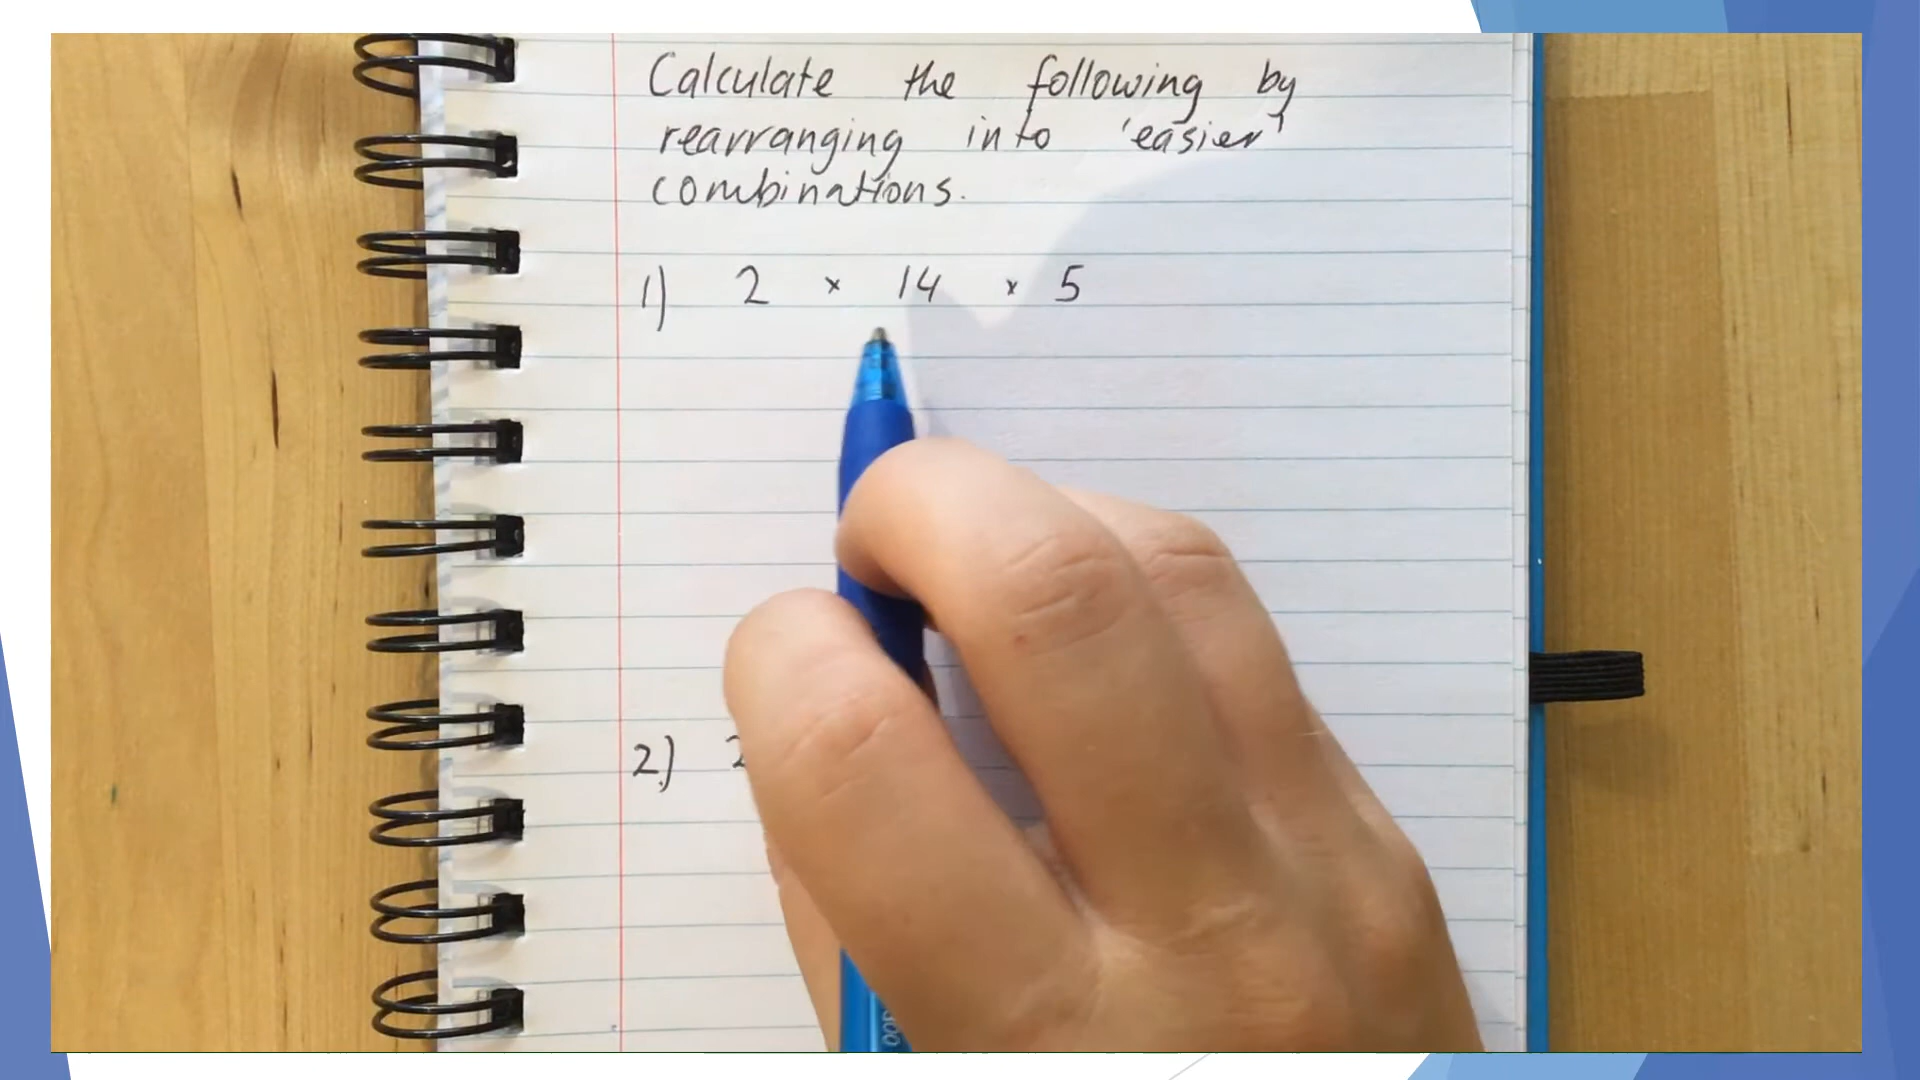 Calculate the following by
rearranging into 'easier'
combinations.
1) 2 × 14 × 5
2)